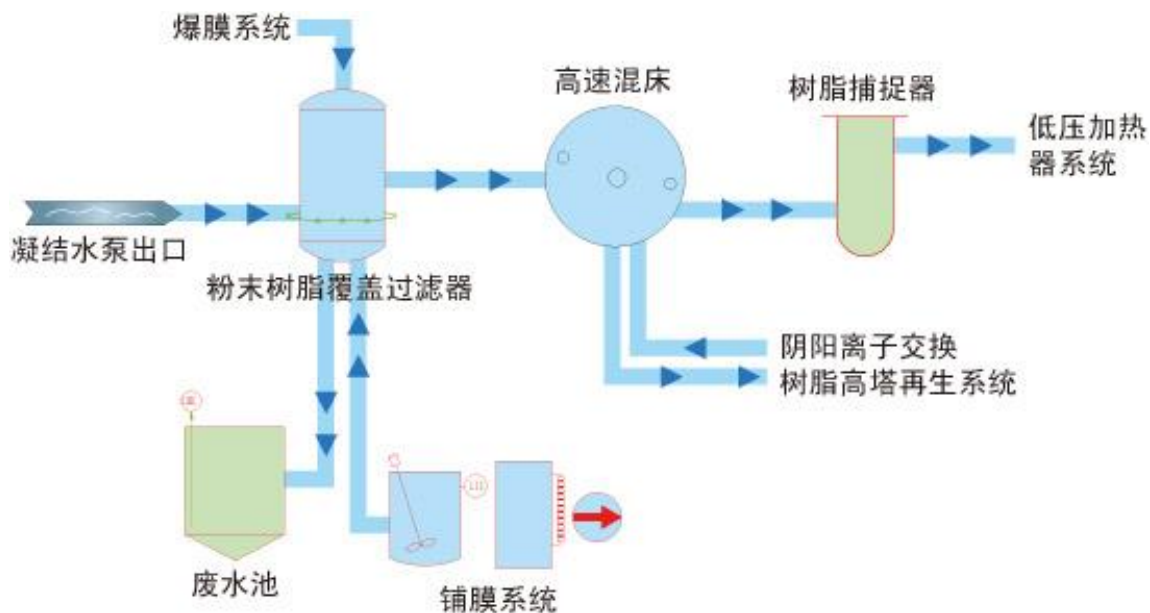 爆膜系统
高速混床
树脂捕捉器
低压加热
器系统
凝结水泵出口
粉末树脂覆盖过滤器
阴阳离子交换
树脂高塔再生系统
废水池
铺膜系统